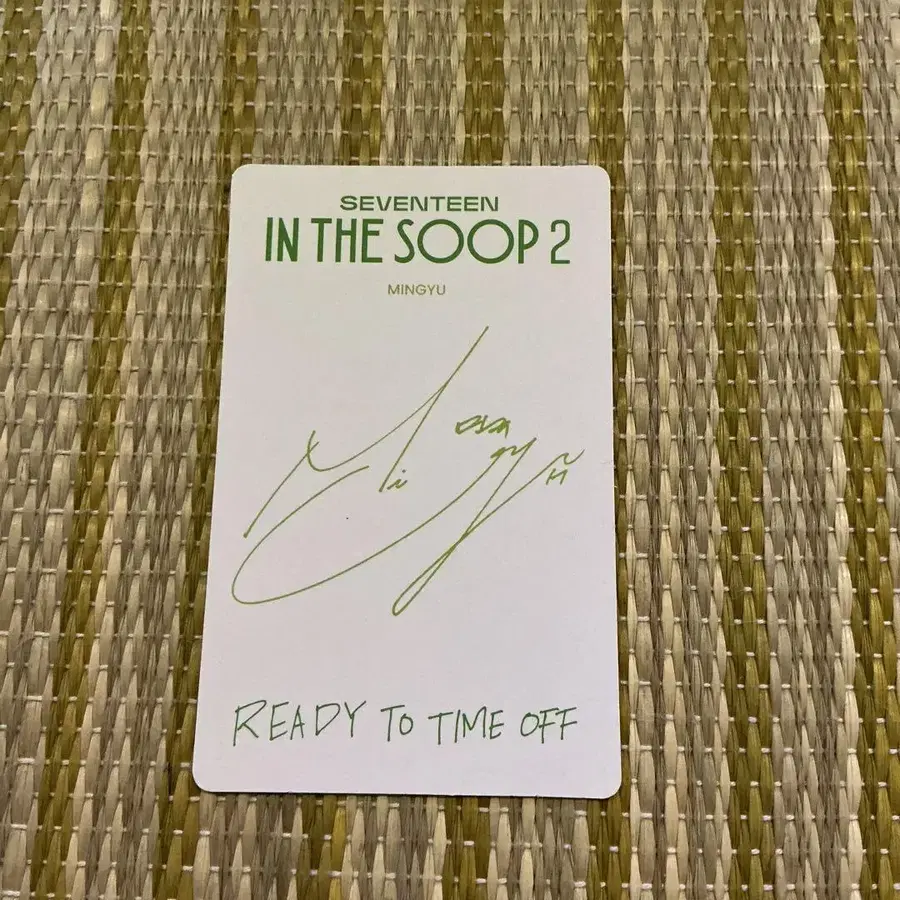 SEVENTEEN
IN THE SOOP 2
MINGYU
READY TO TIME OFF